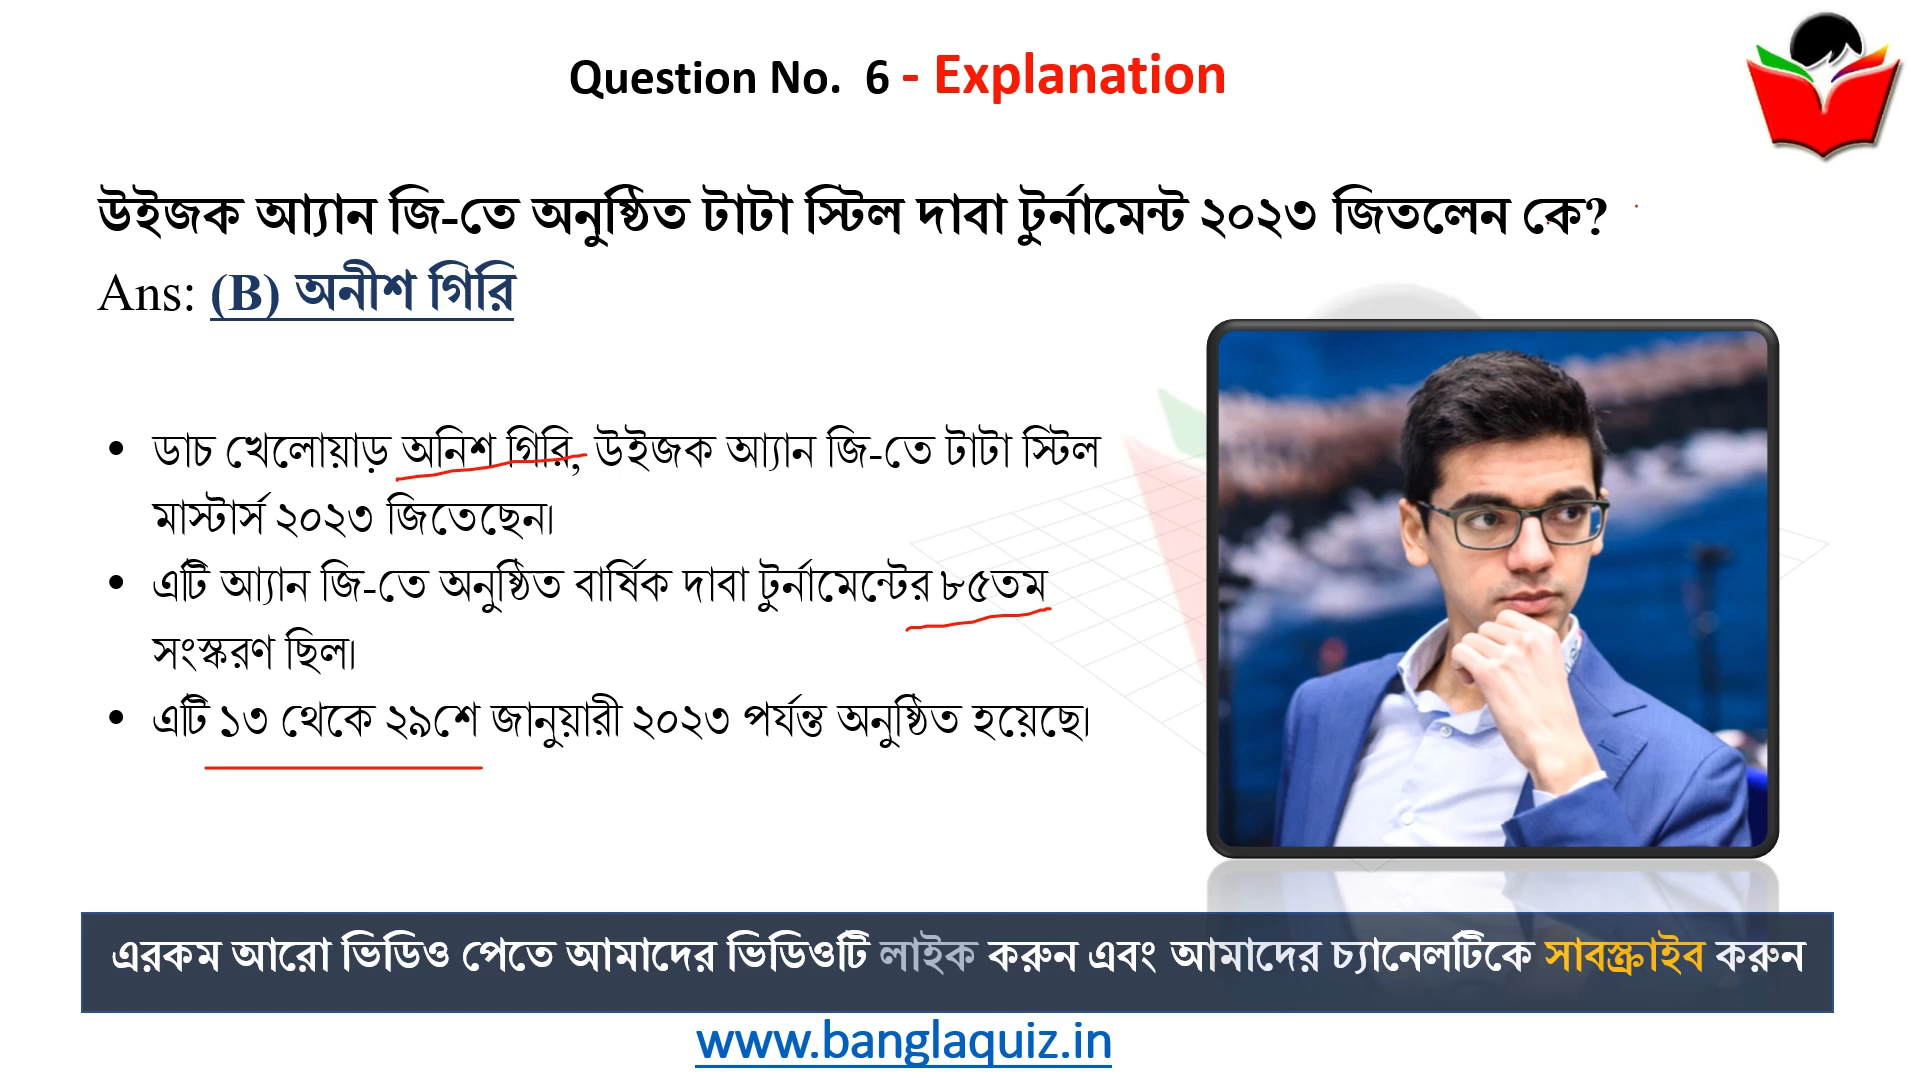 Question No. 6 - Explanation
উইজক আ্যান জি-তে অনুষ্ঠিত টাটা স্টিল দাবা টুর্নামেন্ট ২০২৩ জিতলেন কে?
Ans: (B) অনীশ গিরি
• ডাচ খেলোয়াড় অনিশ গিরি, উইজক আ্যান জি-তে টাটা স্টিল
মাস্টার্স ২০২৩ জিতেছেন।
• এটি আ্যান জি-তে অনুষ্ঠিত বার্ষিক দাবা টুর্নামেন্টের ৮৫তম
সংস্করণ ছিল।
• এটি ১৩ থেকে ২৯শে জানুয়ারী ২০২৩ পর্যন্ত অনুষ্ঠিত হয়েছে।
এরকম আরো ভিডিও পেতে আমাদের ভিডিওটি লাইক করুন এবং আমাদের চ্যানেলটিকে সাবস্ক্রাইব করুন
www.banglaquiz.in